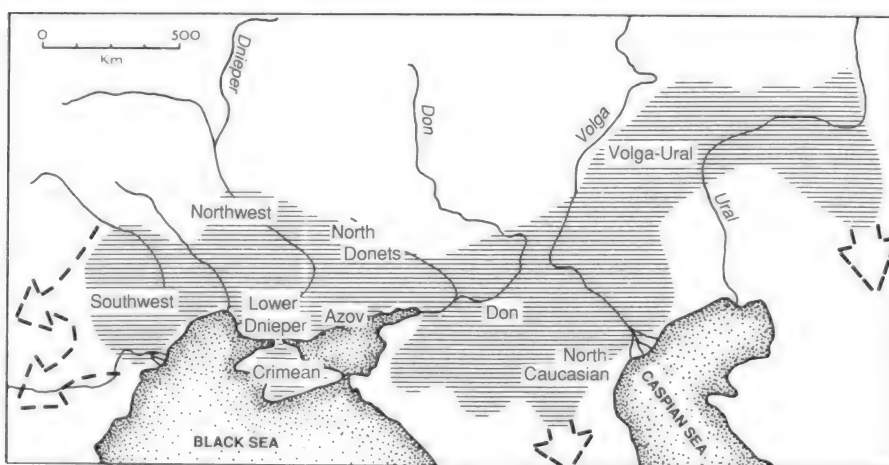 0 500
Km
Dnieper
Don
Volga
Volga-Ural
Ural
Northwest
North
Donets
Southwest
Lower
Dnieper
Azov
Don
Crimean
North
Caucasian
CASPIAN SEA
BLACK SEA